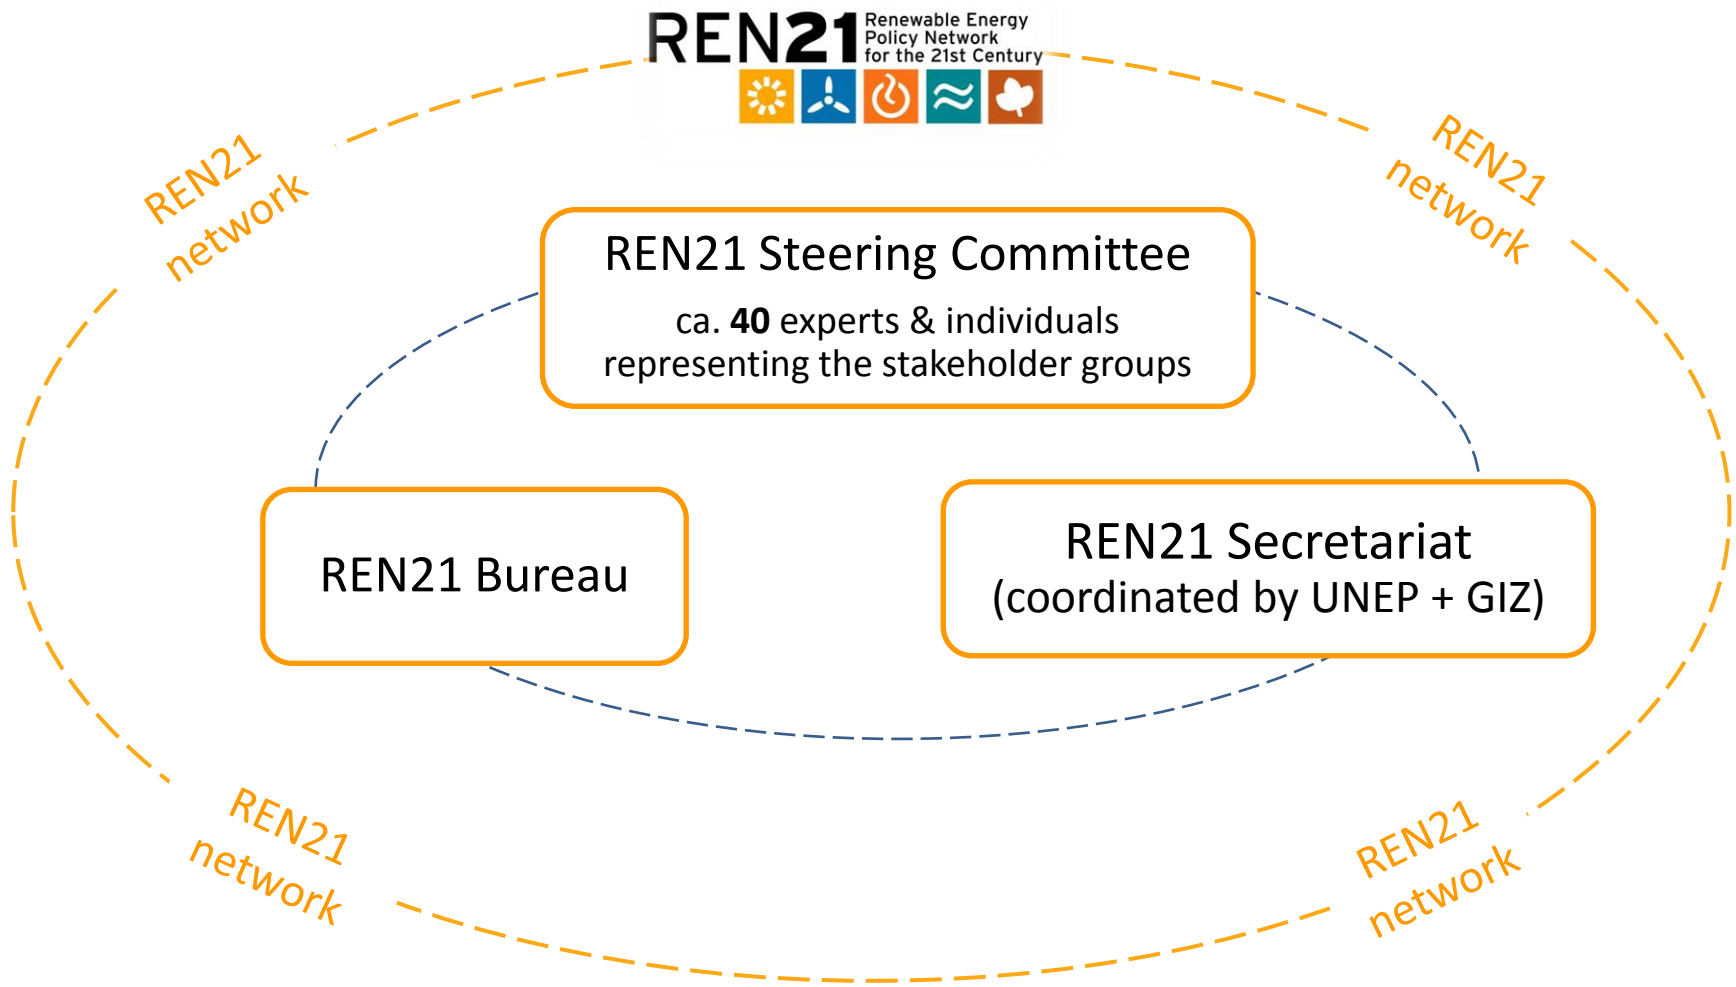 REN21
Renewable Energy
Policy Network
for the 21st Century
REN21
network
REN21
network
REN21 Steering Committee
ca. 40 experts & individuals
representing the stakeholder groups
REN21 Bureau
REN21 Secretariat
(coordinated by UNEP + GIZ)
REN21
network
REN21
network